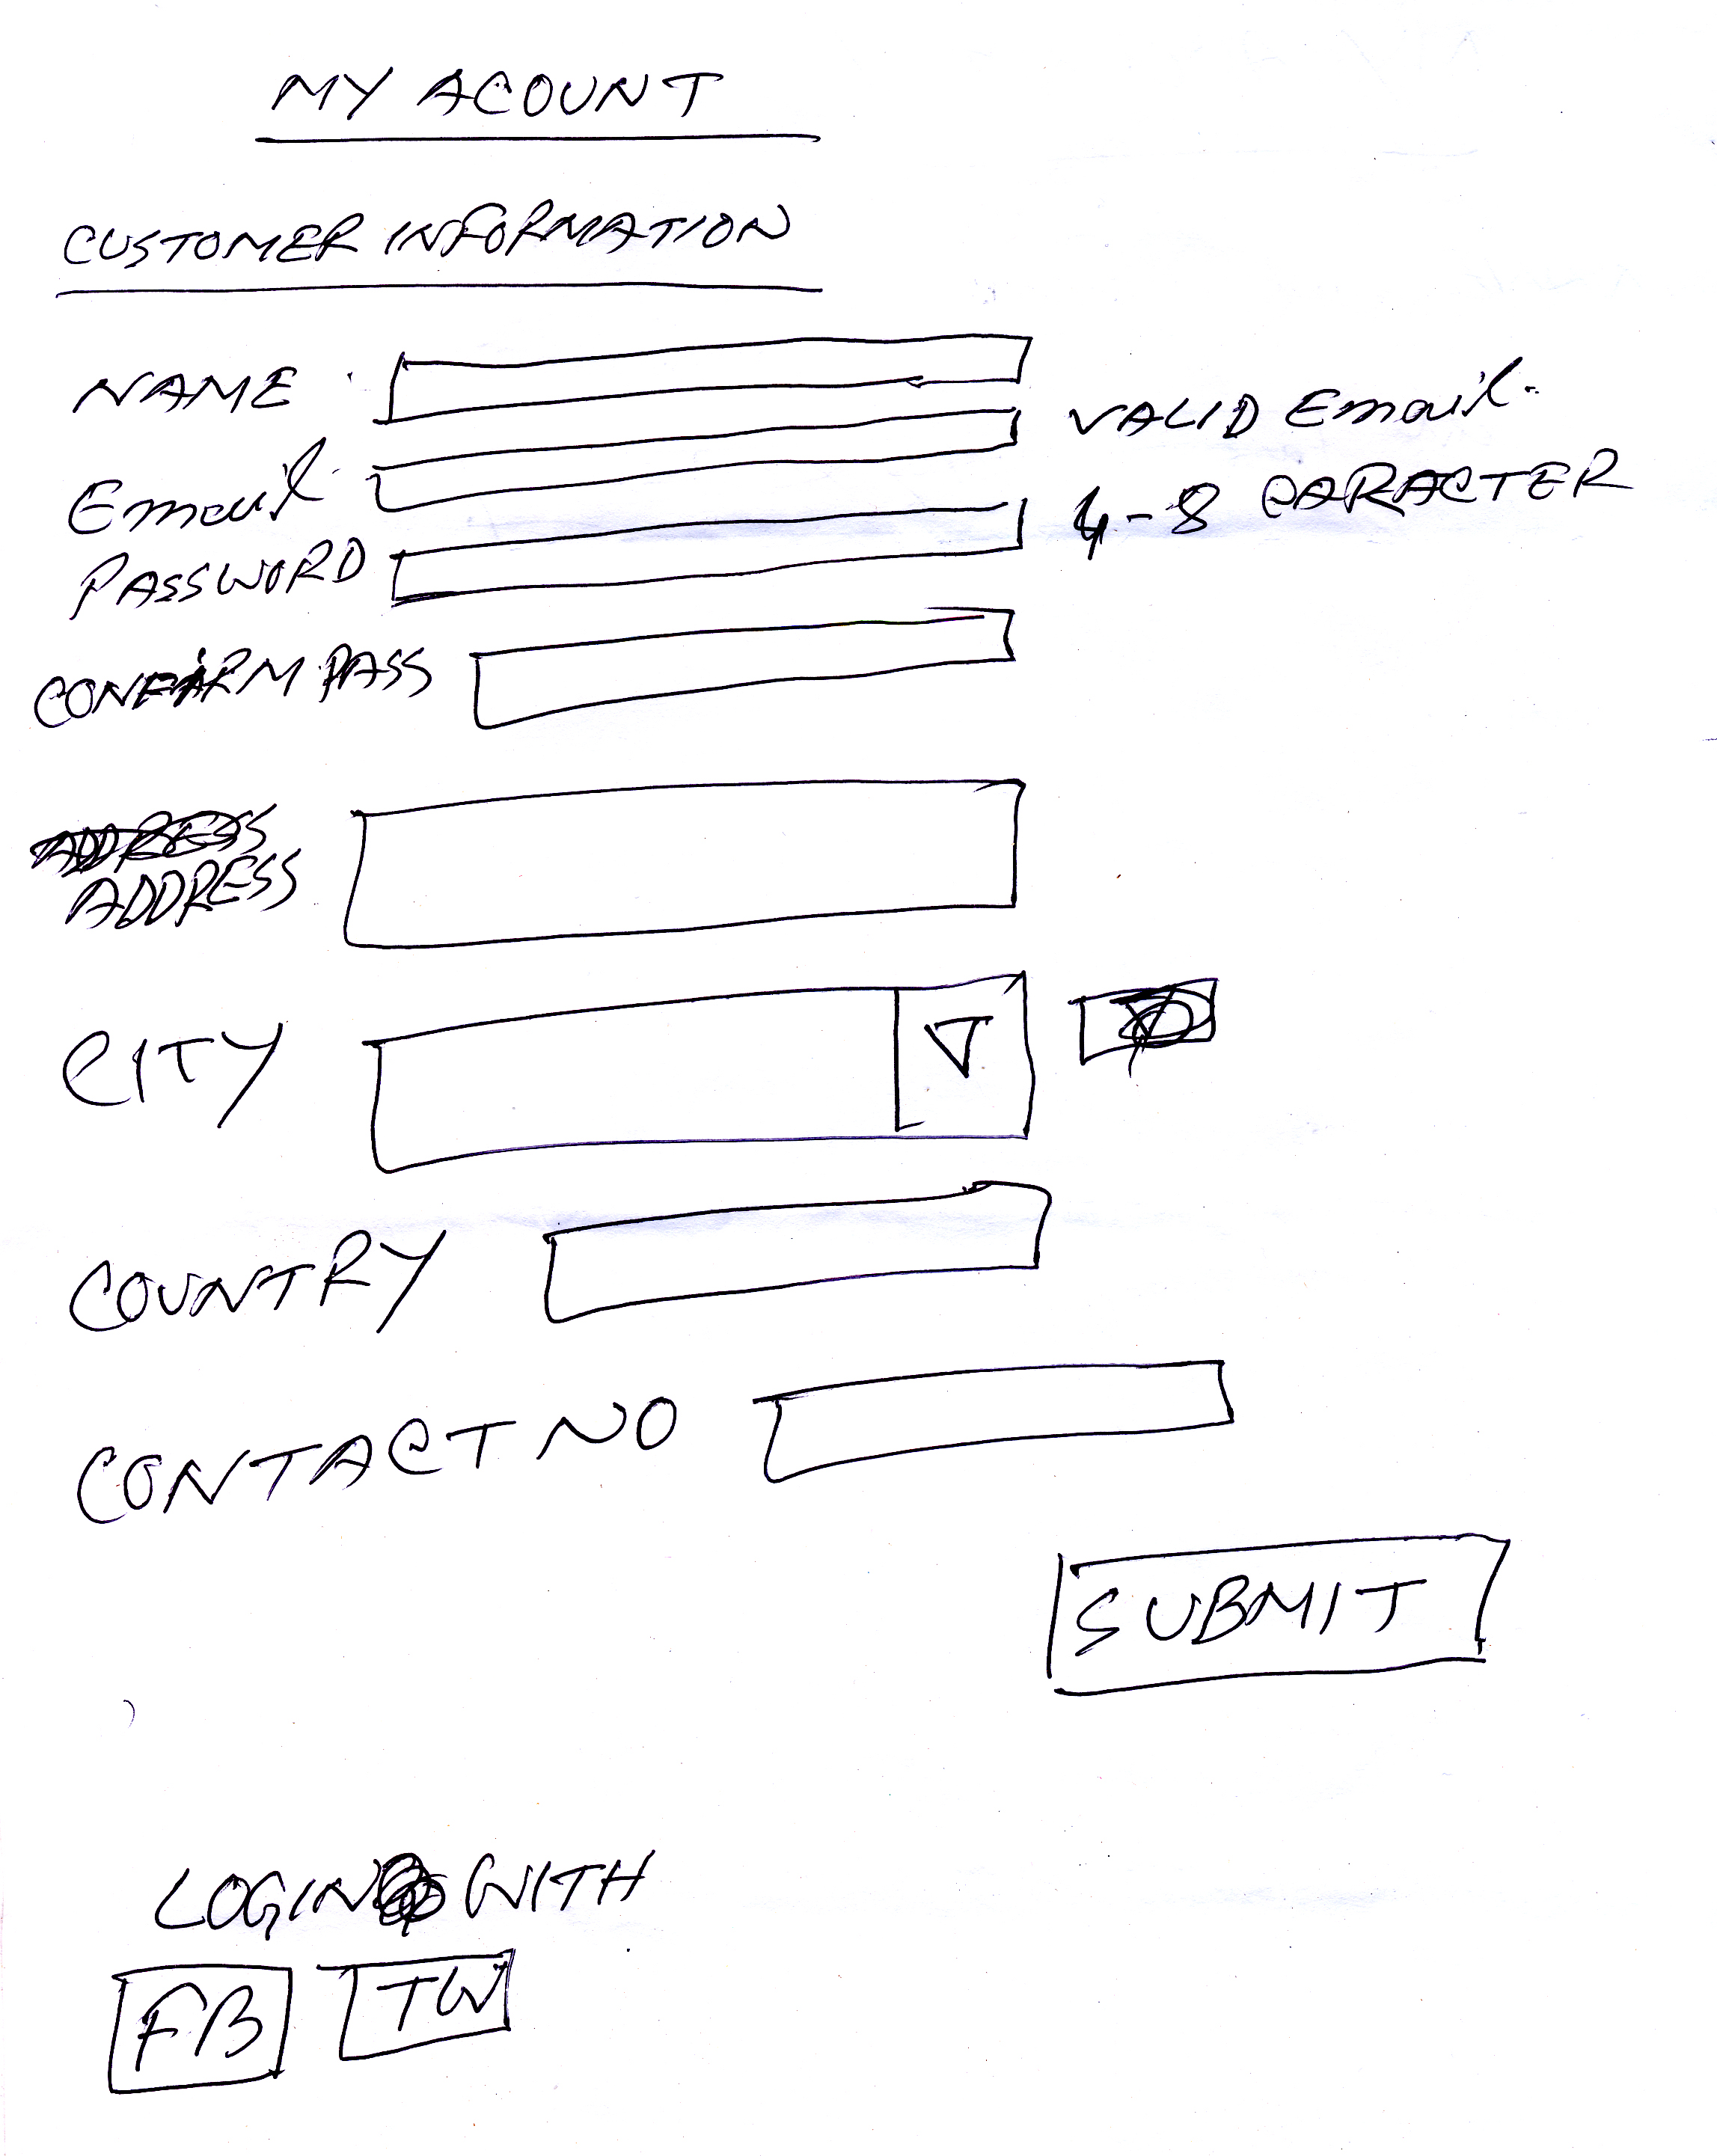 MY ACOUNT
CUSTOMER INFORMATION
NAME
Email VALID Email.
PASSWORD 4-8 CARACTER
CONFIRM PASS
ADDRESS
ADDRESS
CITY
COUNTRY
CONTACT NO
SUBMIT
LOGIN WITH
FB TW